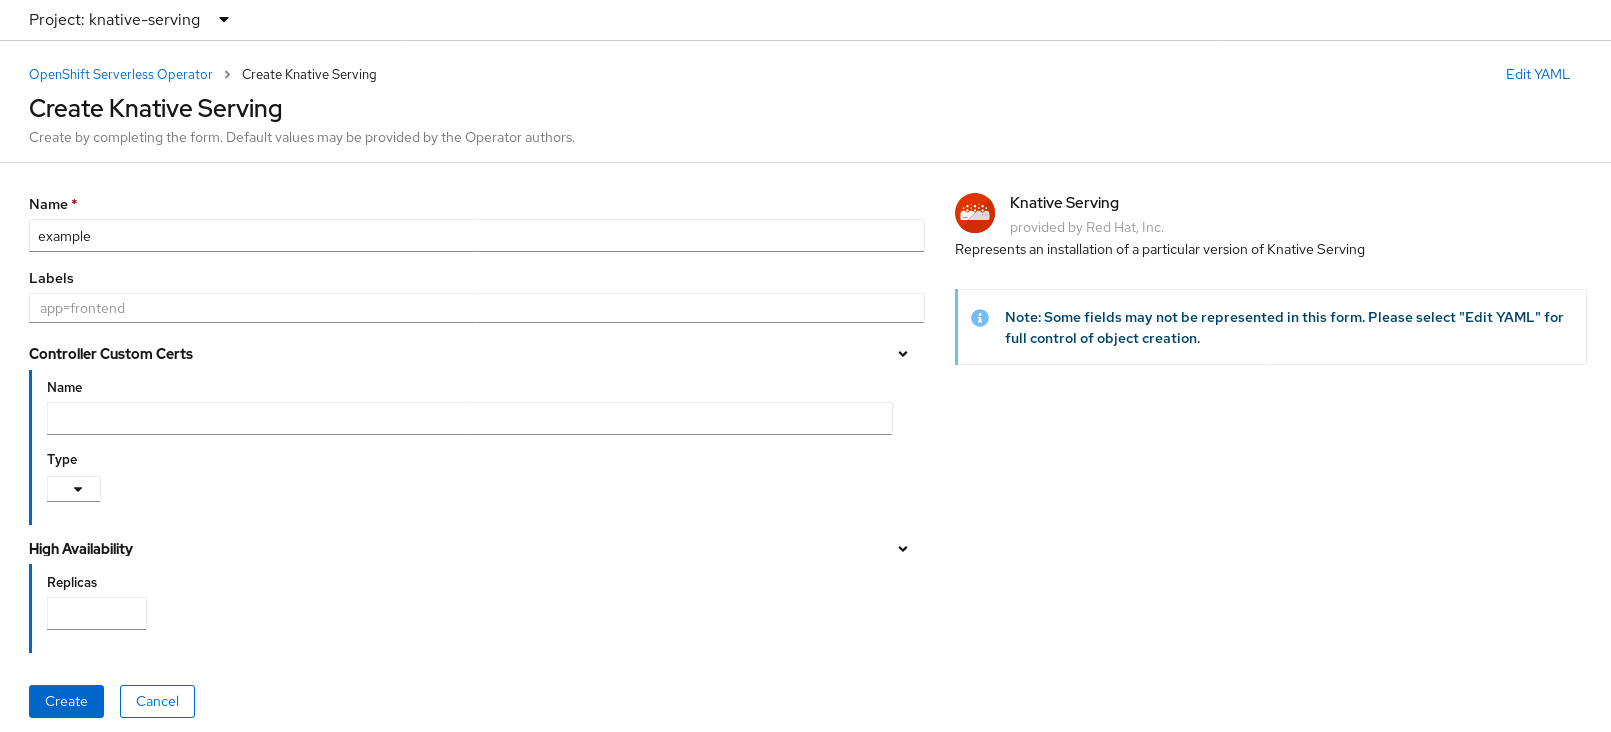 Project: knative-serving
OpenShift Serverless Operator
Create Knative Serving
Edit YAML
Create Knative Serving
Create by completing the form. Default values may be provided by the Operator authors.
Name *
example
Labels
app=frontend
Controller Custom Certs
Name
Type
High Availability
Replicas
Create
Cancel
Knative Serving
provided by Red Hat, Inc.
Represents an installation of a particular version of Knative Serving
Note: Some fields may not be represented in this form. Please select "Edit YAML" for
full control of object creation.